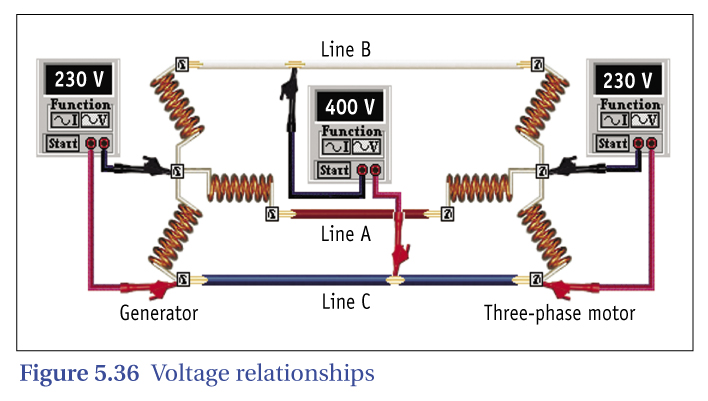 Line B
230 V
Function
I
V
Start
400 V
Function
I
V
Start
230 V
Function
I
V
Start
Line A
Line C
Generator
Three-phase motor
Figure 5.36 Voltage relationships